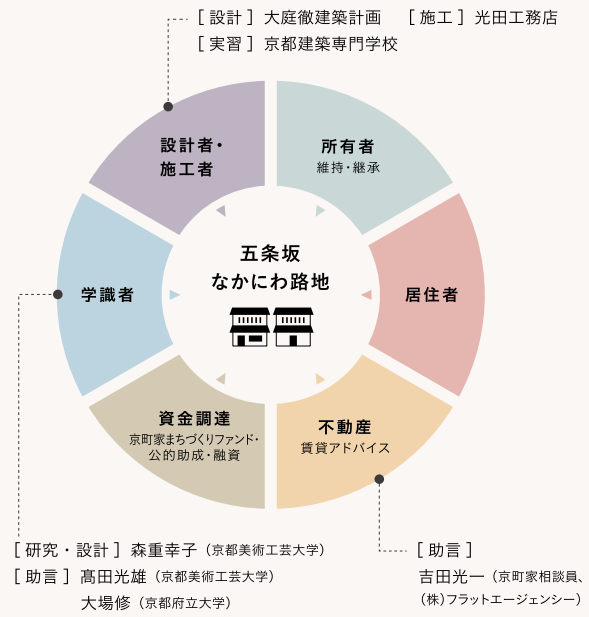 ［設計］大庭徹建築計画　［施工］光田工務店
［実習］京都建築専門学校
設計者・
施工者
所有者
維持・継承
学識者
五条坂
なかにわ路地
居住者
資金調達
京町家まちづくりファンド・
公的助成・融資
不動産
賃貸アドバイス
［研究・設計］森重幸子（京都美術工芸大学）
［助言］髙田光雄（京都美術工芸大学）
大場修（京都府立大学）
［助言］
吉田光一（京町家相談員、
（株）フラットエージェンシー）